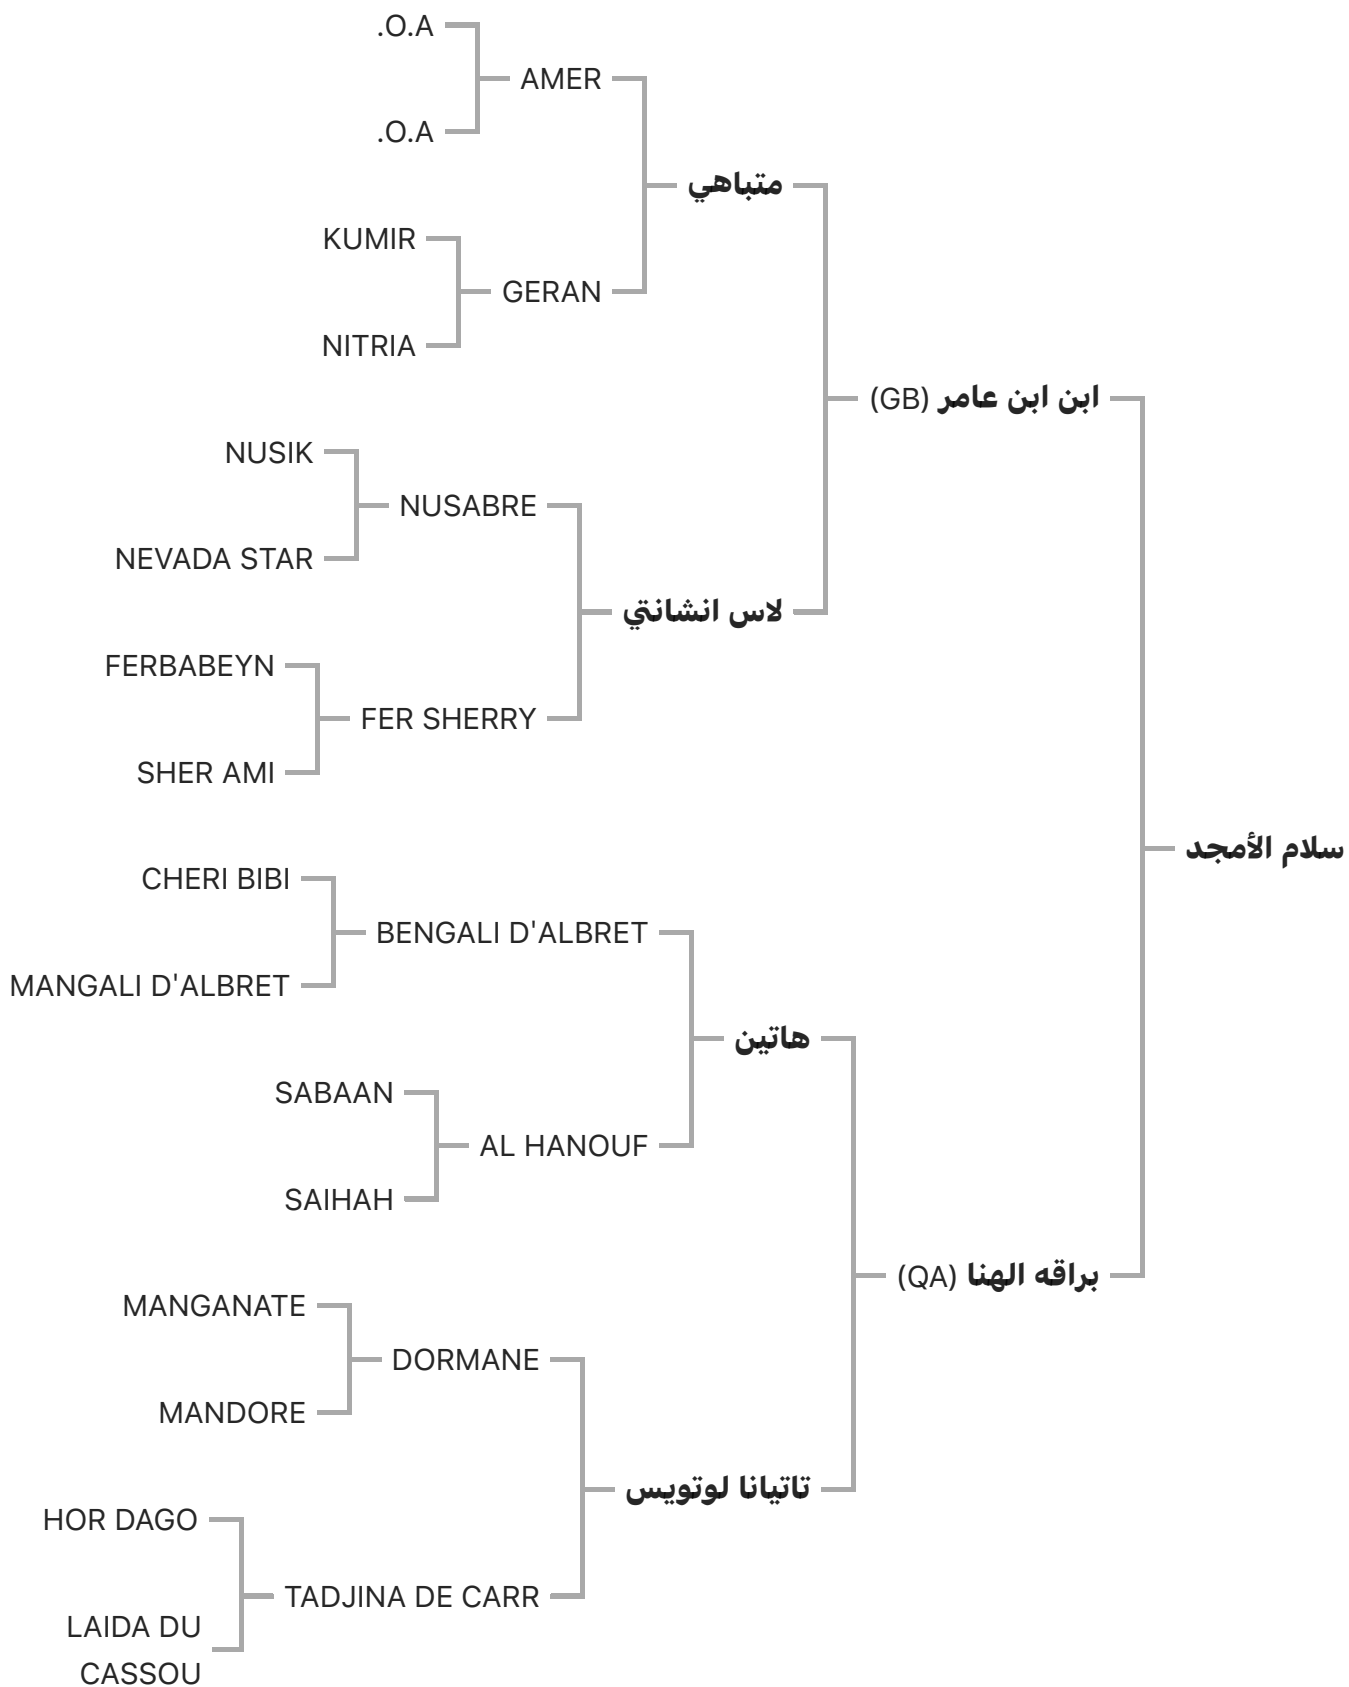 .O.A
AMER
.O.A
متباهي
KUMIR
GERAN
NITRIA
ابن ابن عامر (GB)
NUSIK
NUSABRE
NEVADA STAR
لاس انشانتي
FERBABEYN
FER SHERRY
SHER AMI
سلام الأمجد
CHERI BIBI
BENGALI D'ALBRET
MANGALI D'ALBRET
هاتين
SABAAN
AL HANOUF
SAIHAH
براقه الهنا (QA)
MANGANATE
DORMANE
MANDORE
تاتيانا لوتويس
HOR DAGO
TADJINA DE CARR
LAIDA DU
CASSOU